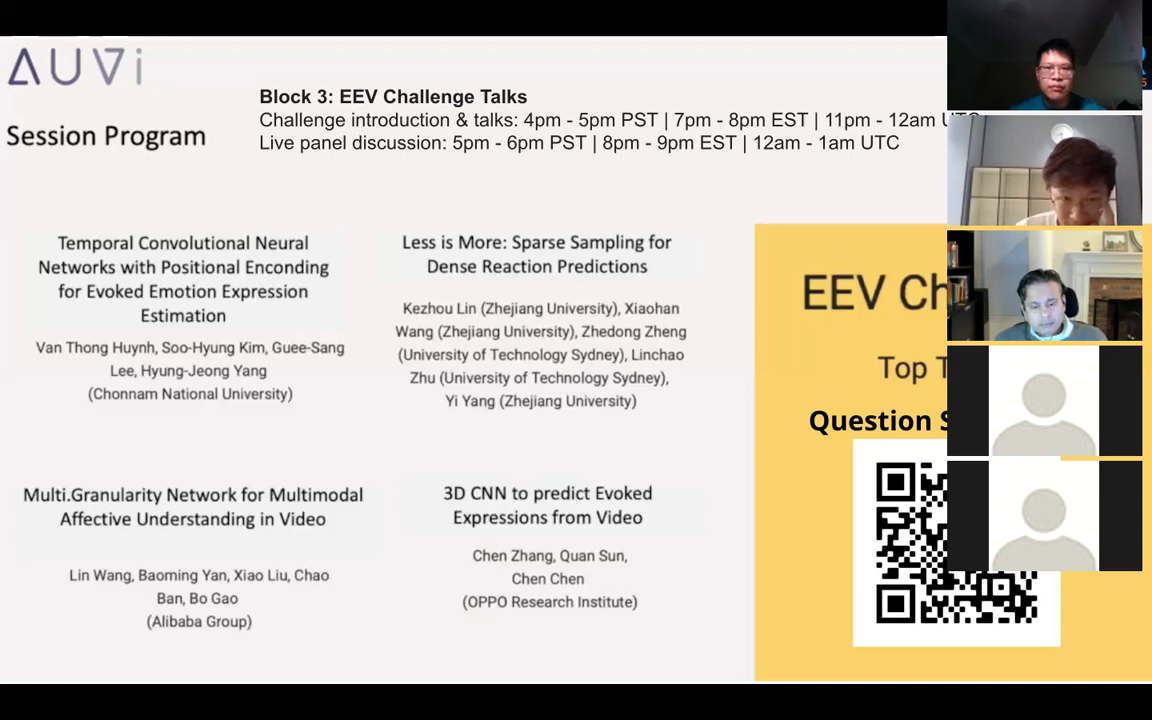 AUVi
Session Program
Block 3: EEV Challenge Talks
Challenge introduction & talks: 4pm - 5pm PST | 7pm - 8pm EST | 11pm - 12am UTC
Live panel discussion: 5pm - 6pm PST | 8pm - 9pm EST | 12am - 1am UTC
Temporal Convolutional Neural
Networks with Positional Enconding
for Evoked Emotion Expression
Estimation
Van Thong Huynh, Soo-Hyung Kim, Guee-Sang
Lee, Hyung-Jeong Yang
(Chonnam National University)
Less is More: Sparse Sampling for
Dense Reaction Predictions
Kezhou Lin (Zhejiang University), Xiaohan
Wang (Zhejiang University), Zhedong Zheng
(University of Technology Sydney), Linchao
Zhu (University of Technology Sydney),
Yi Yang (Zhejiang University)
Multi.Granularity Network for Multimodal
Affective Understanding in Video
Lin Wang, Baoming Yan, Xiao Liu, Chao
Ban, Bo Gao
(Alibaba Group)
3D CNN to predict Evoked
Expressions from Video
Chen Zhang, Quan Sun,
Chen Chen
(OPPO Research Institute)
EEV Ch
Top T
Question S